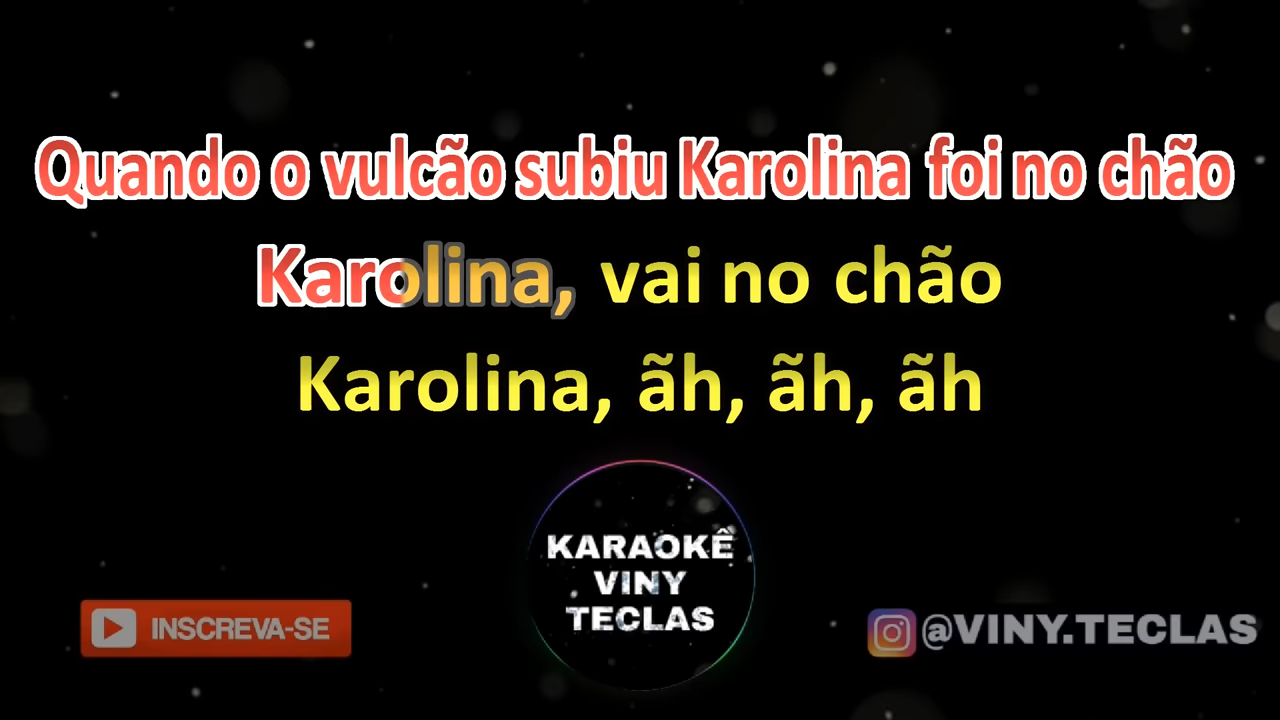 Quando o vulcão subiu Karolina foi no chão
Karolina, vai no chão
Karolina, ãh, ãh, ãh
KARAOKÊ
VINY
TECLAS
INSCREVA-SE
@VINY.TECLAS